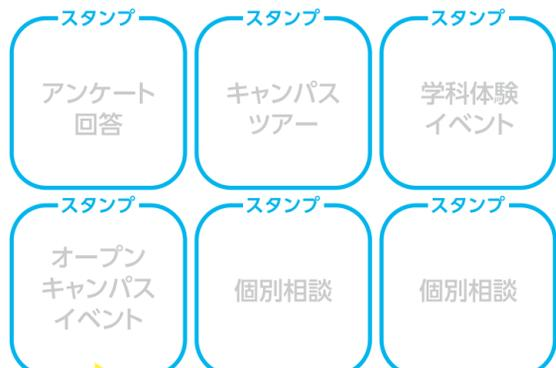 スタンプ スタンプ スタンプ
アンケート
回答
キャンパス
ツアー
学科体験
イベント
スタンプ スタンプ スタンプ
オープン
キャンパス
イベント
個別相談
個別相談